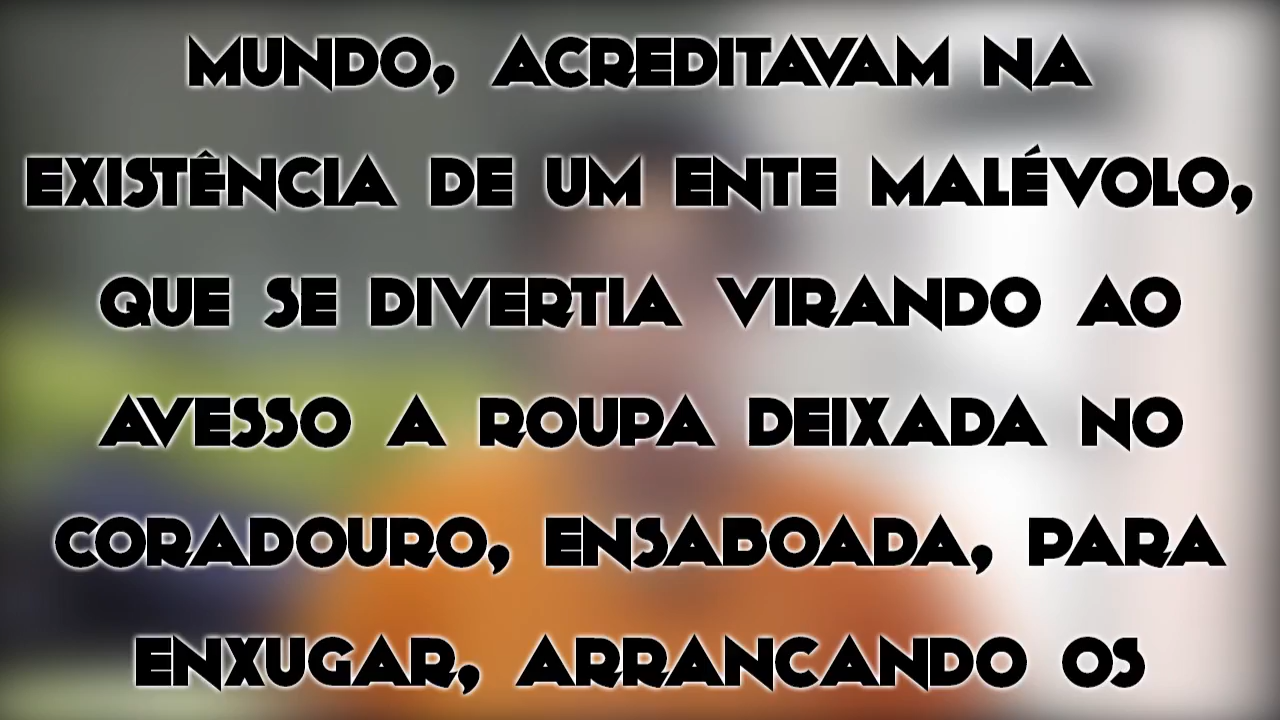 MUNDO, ACREDITAVAM NA
EXISTÊNCIA DE UM ENTE MALÉVOLO,
QUE SE DIVERTIA VIRANDO AO
AVESSO A ROUPA DEIXADA NO
CORADOURO, ENSABOADA, PARA
ENXUGAR, ARRANCANDO OS